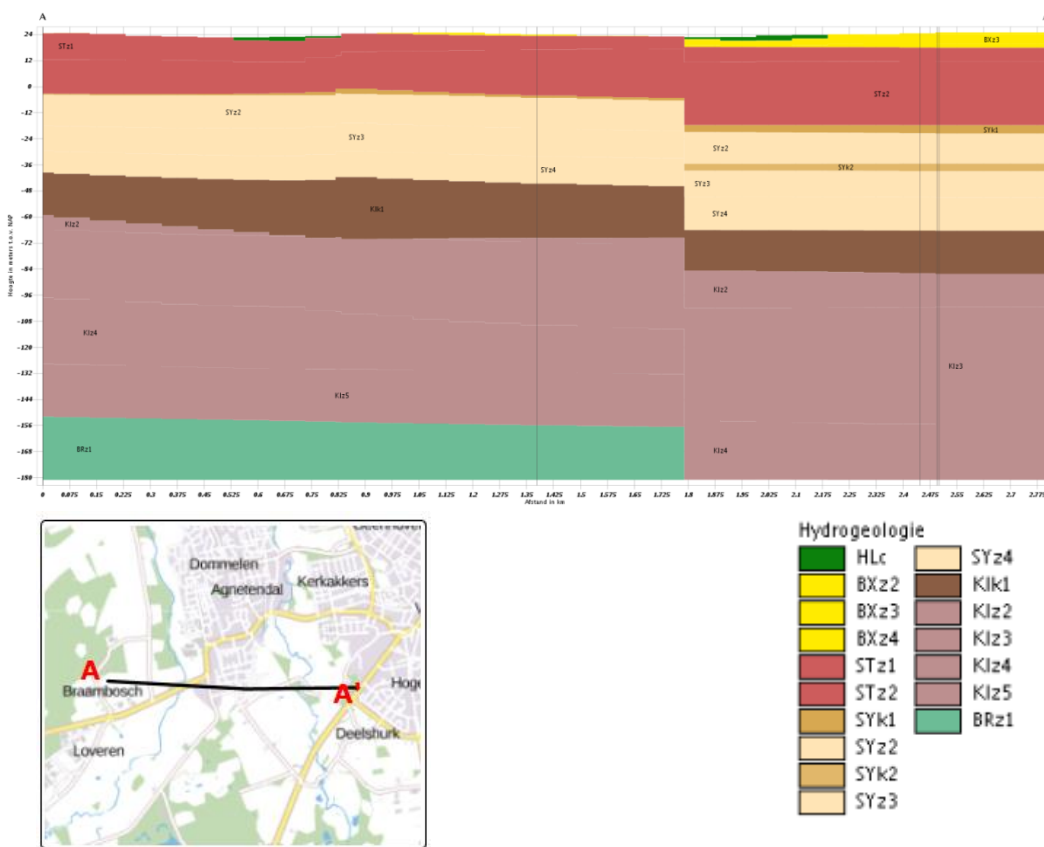 A
24
12
0
-12
-24
-36
-48
-60
-72
-84
-96
-108
-120
-132
-144
-156
-168
-180
Hoogte in meters t.o.v. NAP
STz1
BXz3
STz2
SYz2
SYk1
SYz3
SYz2
SYk2
SYz4
SYz3
KIk1
SYz4
KIz2
KIz2
KIz4
KIz3
KIz5
BRz1
KIz4
0 0.075 0.15 0.225 0.3 0.375 0.45 0.525 0.6 0.675 0.75 0.825 0.9 0.975 1.05 1.125 1.2 1.275 1.35 1.425 1.5 1.575 1.65 1.725 1.8 1.875 1.95 2.025 2.1 2.175 2.25 2.325 2.4 2.475 2.55 2.625 2.7 2.775
Afstand in km
Dommelen
Agnetendal
Kerkakkers
A
Braambosch
A'
Hoge
Deelshurk
Loveren
Hydrogeologie
HLc
BXz2
BXz3
BXz4
STz1
STz2
SYk1
SYz2
SYk2
SYz3
SYz4
KIk1
KIz2
KIz3
KIz4
KIz5
BRz1